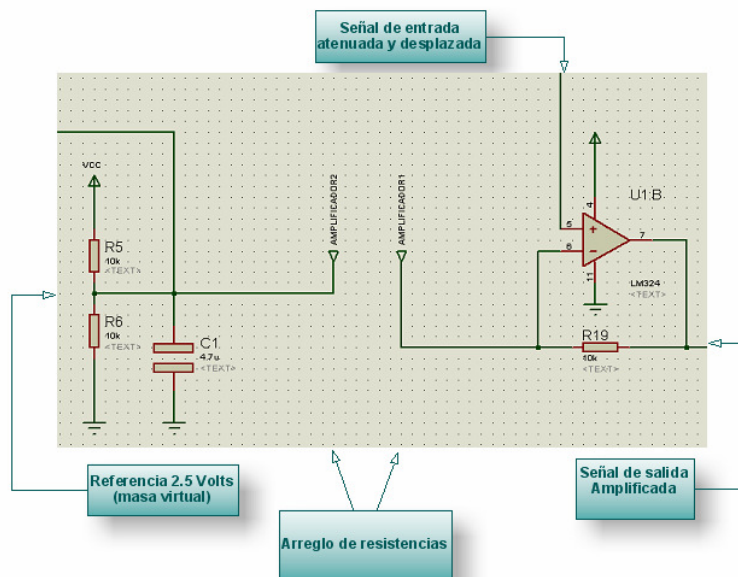 Señal de entrada
atenuada y desplazada
VCC
AMPLIFICADOR2
AMPLIFICADOR1
U1:B
4
5
6
7
11
LM324
<TEXT>
R5
10k
<TEXT>
R6
10k
<TEXT>
C1
4.7u
<TEXT>
R19
10k
<TEXT>
Referencia 2.5 Volts
(masa virtual)
Señal de salida
Amplificada
Arreglo de resistencias